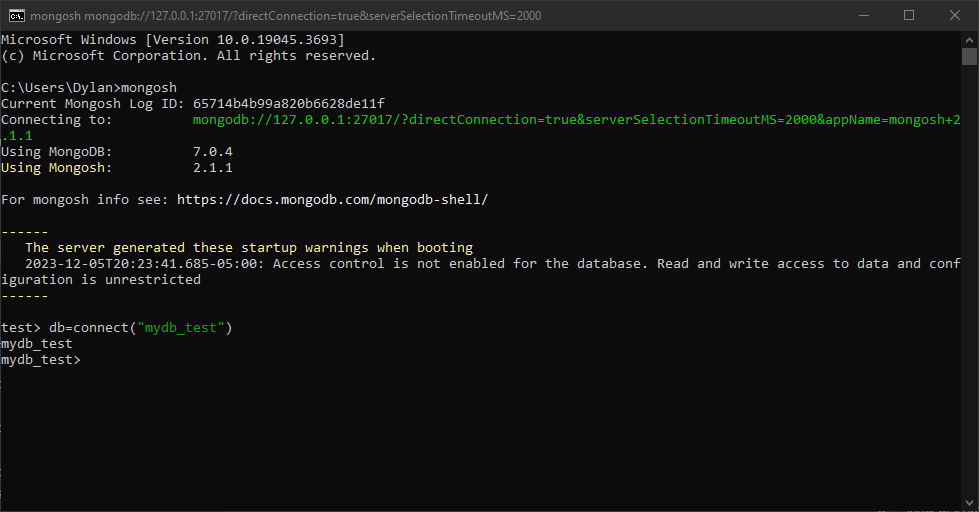 mongosh mongodb://127.0.0.1:27017/?directConnection=true&serverSelectionTimeoutMS=2000
Microsoft Windows [Version 10.0.19045.3693]
(c) Microsoft Corporation. All rights reserved.
C:\Users\Dylan>mongosh
Current Mongosh Log ID: 65714b4b99a820b6628de11f
Connecting to: mongodb://127.0.0.1:27017/?directConnection=true&serverSelectionTimeoutMS=2000&appName=mongosh+2
.1.1
Using MongoDB: 7.0.4
Using Mongosh: 2.1.1
For mongosh info see: https://docs.mongodb.com/mongodb-shell/
------
The server generated these startup warnings when booting
2023-12-05T20:23:41.685-05:00: Access control is not enabled for the database. Read and write access to data and conf
iguration is unrestricted
------
test> db=connect("mydb_test")
mydb_test
mydb_test>